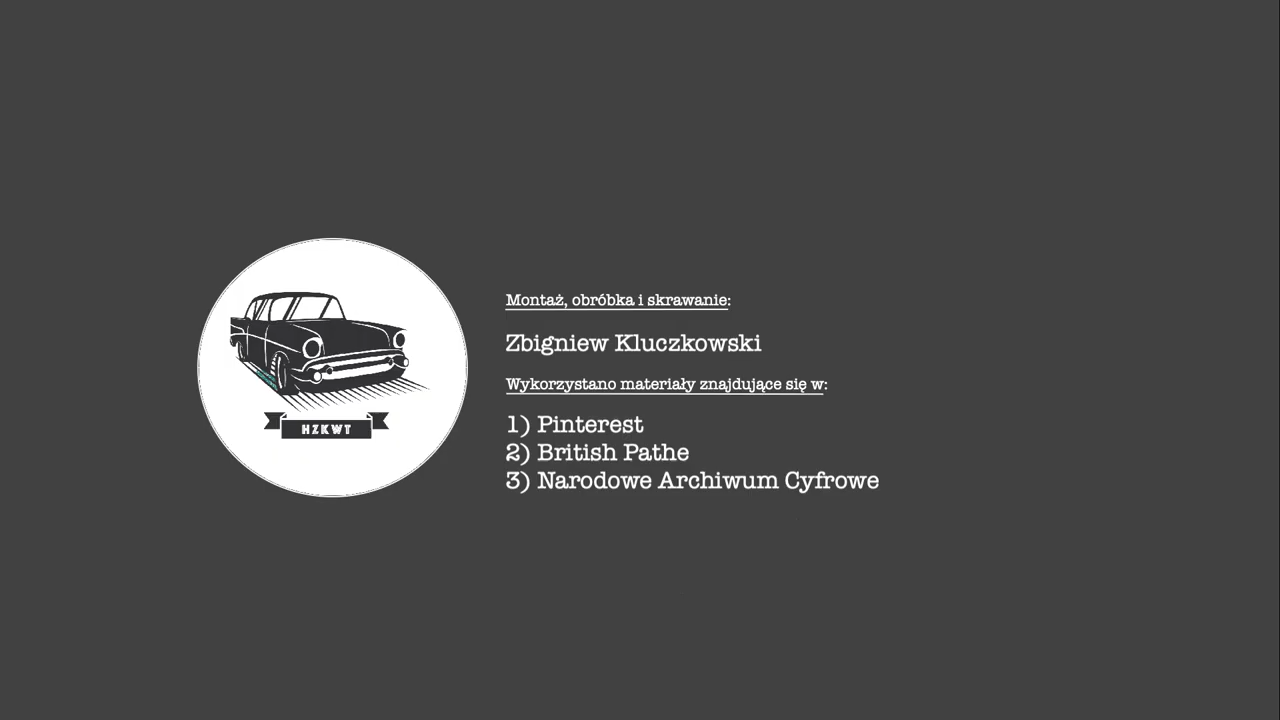 Montaż, obróbka i skrawanie:
Zbigniew Kluczkowski
Wykorzystano materiały znajdujące się w:
1) Pinterest
2) British Pathe
3) Narodowe Archiwum Cyfrowe
HZKWT